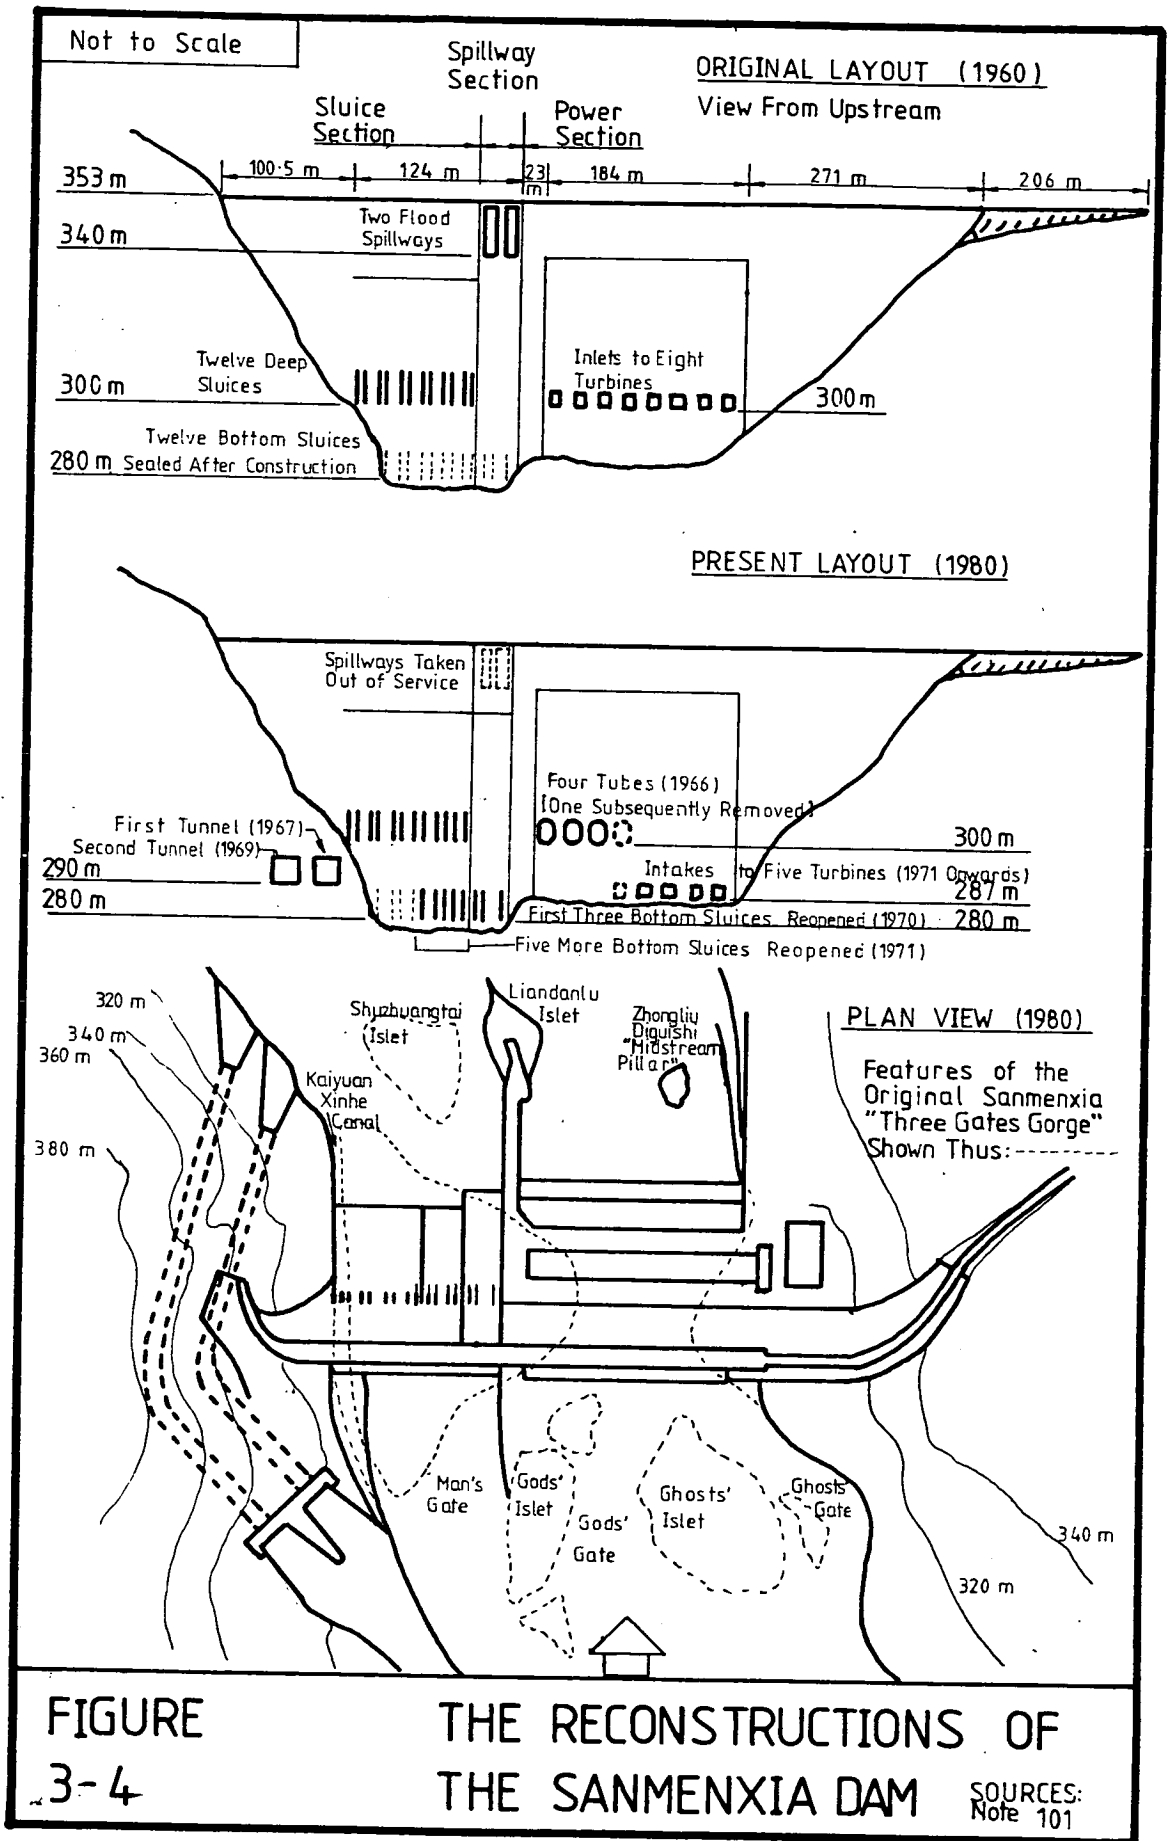 Not to Scale
Spillway
Section
ORIGINAL LAYOUT (1960)
View From Upstream
Sluice
Section
Power
Section
353 m
100·5 m
124 m
23
m
184 m
271 m
206 m
Two Flood
Spillways
340 m
Twelve Deep
Sluices
Inlets to Eight
Turbines
300 m
300 m
Twelve Bottom Sluices
280 m Sealed After Construction
PRESENT LAYOUT (1980)
Spillways Taken
Out of Service
Four Tubes (1966)
(One Subsequently Removed)
First Tunnel (1967)
Second Tunnel (1969)
300 m
290 m
Intakes to Five Turbines (1971 Onwards)
287 m
280 m
First Three Bottom Sluices Reopened (1970)
280 m
Five More Bottom Sluices Reopened (1971)
320 m
340 m
360 m
380 m
Shuzhuangtai
Islet
Liandanlu
Islet
Zhongliu
Diguishi
"Midstream
Pillar"
Kaiyuan
Xinhe
Canal
PLAN VIEW (1980)
Features of the
Original Sanmenxia
"Three Gates Gorge"
Shown Thus:
Man's
Gate
Gods'
Islet
Gods'
Gate
Ghosts'
Islet
Ghosts'
Gate
340 m
320 m
FIGURE
3-4
THE RECONSTRUCTIONS OF
THE SANMENXIA DAM
SOURCES:
Note 101